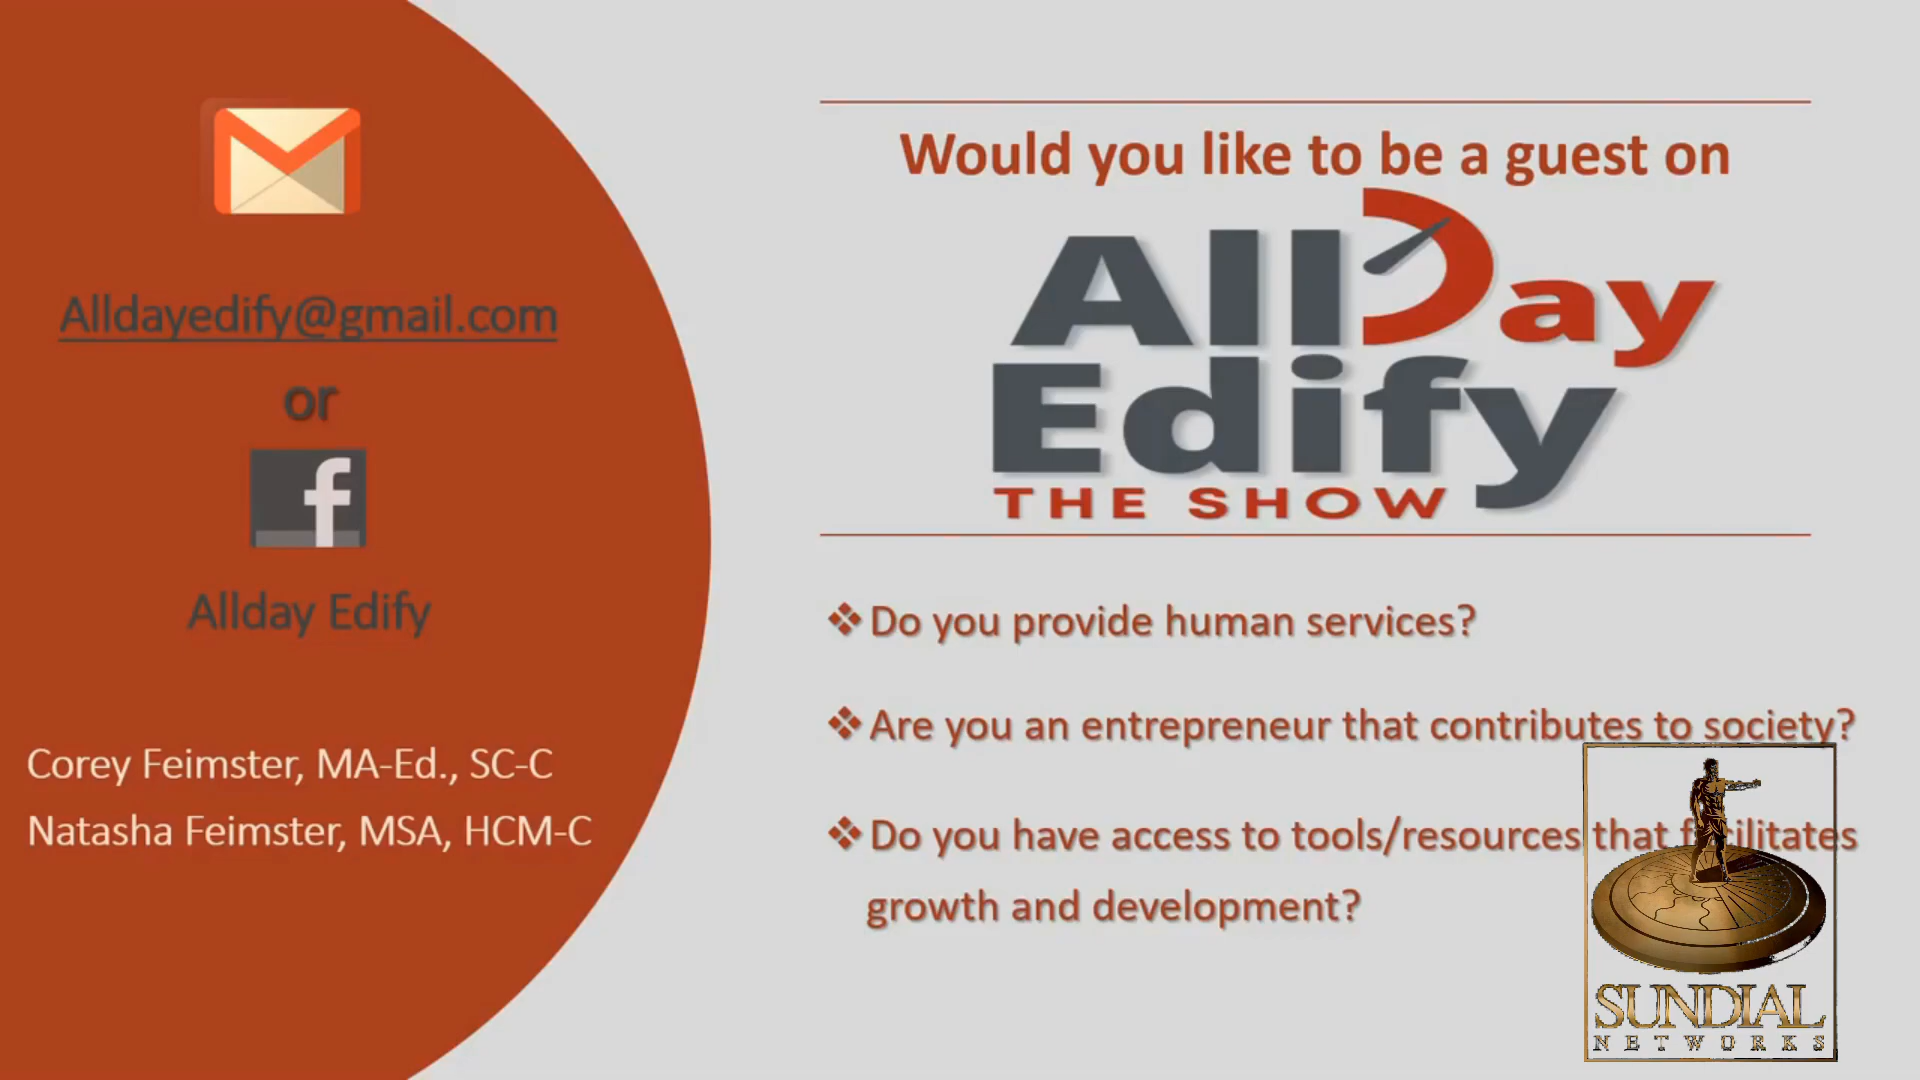 Alldayedify@gmail.com
or
f
Allday Edify
Corey Feimster, MA-Ed., SC-C
Natasha Feimster, MSA, HCM-C
Would you like to be a guest on
AllDay
Edify
THE SHOW
❖ Do you provide human services?
❖ Are you an entrepreneur that contributes to society?
❖ Do you have access to tools/resources that facilitates
growth and development?
SUNDIAL
NETWORKS